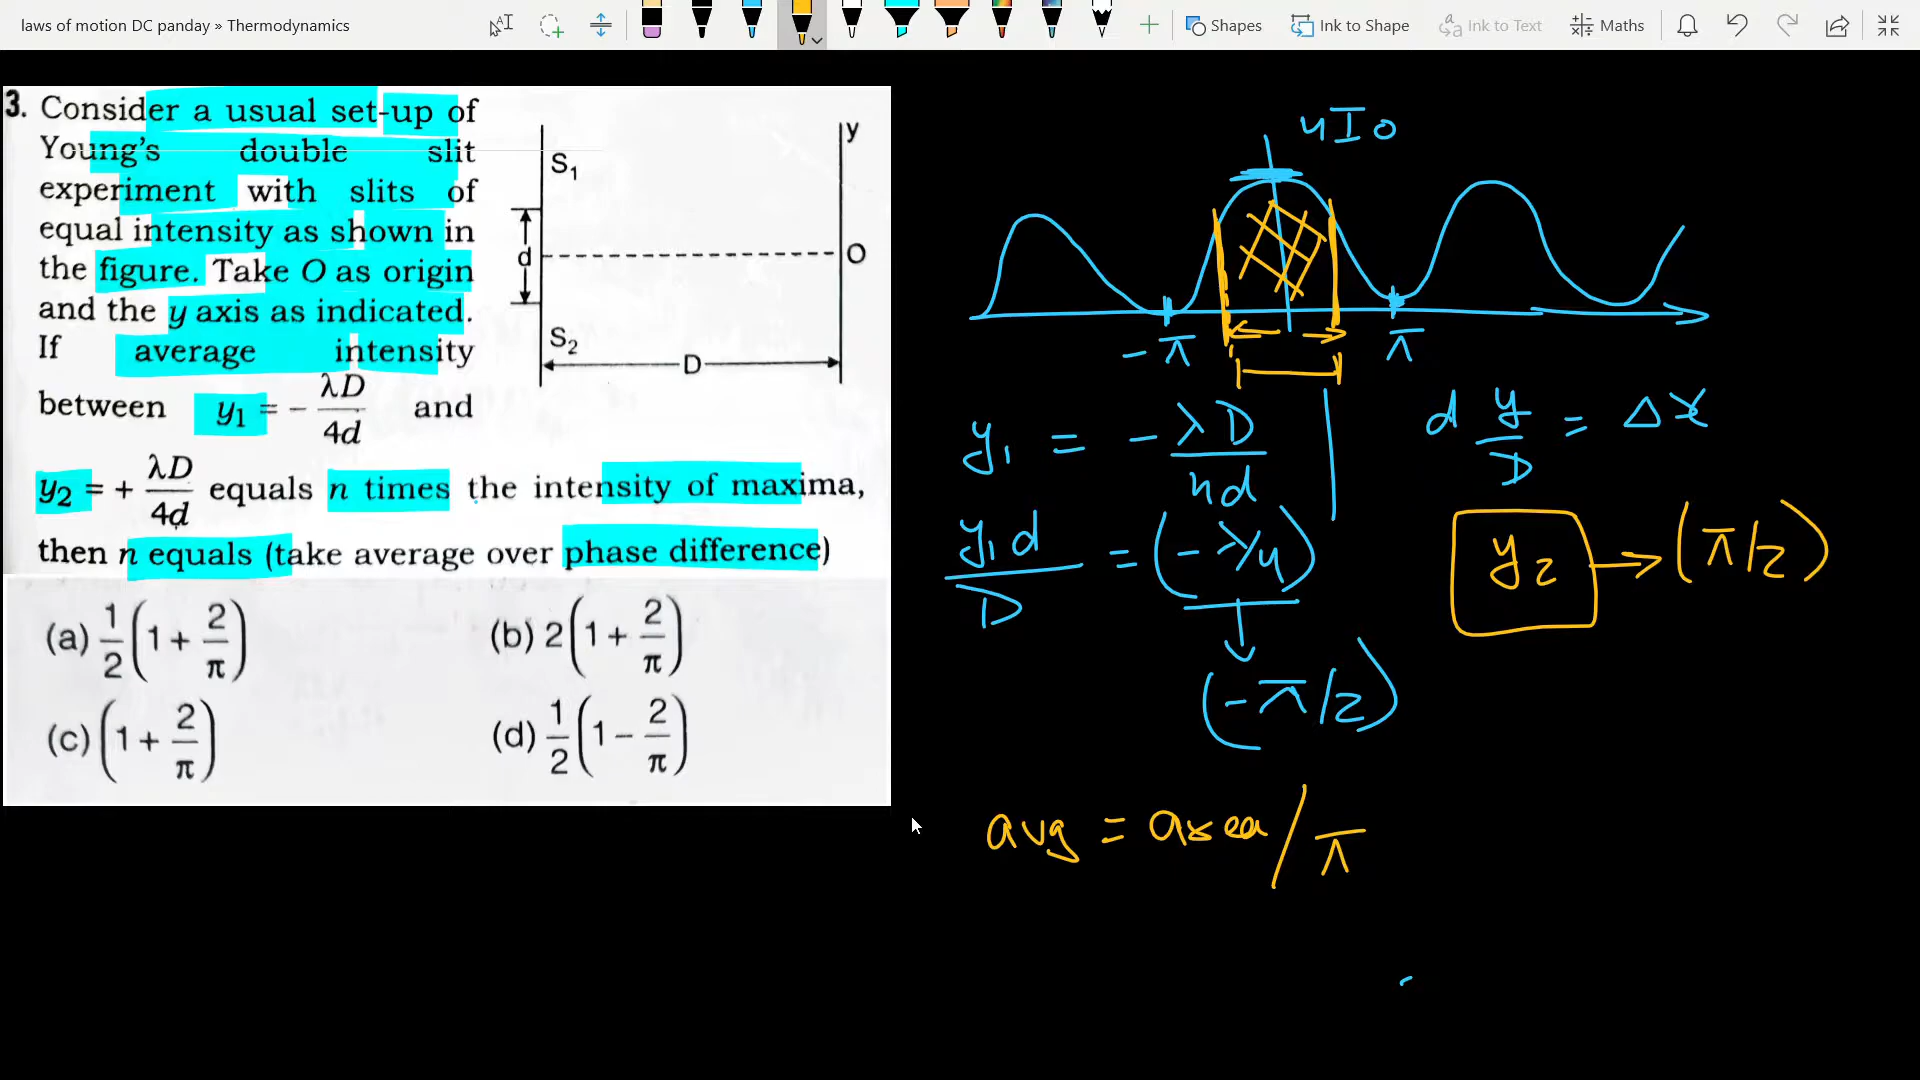 laws of motion DC panday » Thermodynamics
Shapes
Ink to Shape
Ink to Text
Maths
3. Consider a usual set-up of
Young's double slit
experiment with slits of
equal intensity as shown in
the figure. Take O as origin
and the y axis as indicated.
If average intensity
between y₁ = − λD/4d and
y₂ = + λD/4d equals n times the intensity of maxima,
then n equals (take average over phase difference)
(a) 1/2 (1 + 2/π)
(b) 2 (1 + 2/π)
(c) (1 + 2/π)
(d) 1/2 (1 − 2/π)
S₁
d
S₂
D
y
O
4I0
-π
π
y₁ = - λD/4d
d y/D = Δx
y₁d/D = (-λ/4)
y₂ → (π/2)
(-π/2)
avg = area/π